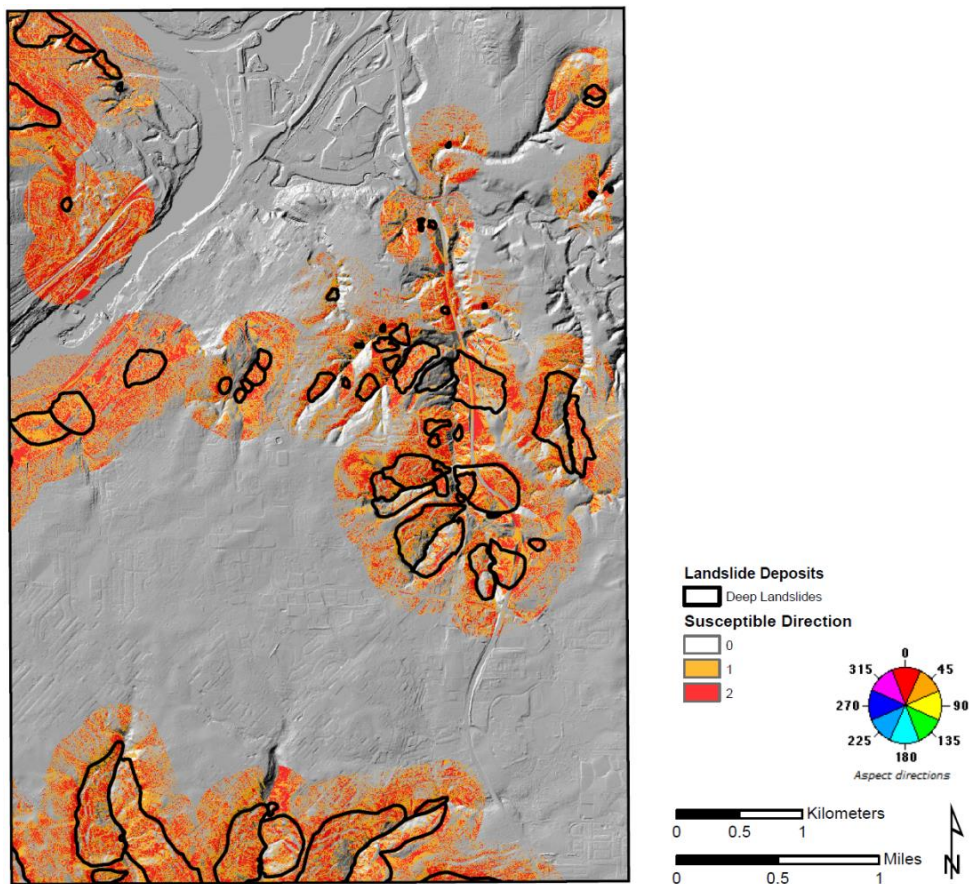 Landslide Deposits
Deep Landslides
Susceptible Direction
0
1
2
0
315 45
270 90
225 135
180
Aspect directions
Kilometers
0 0.5 1
Miles
0 0.5 1
N